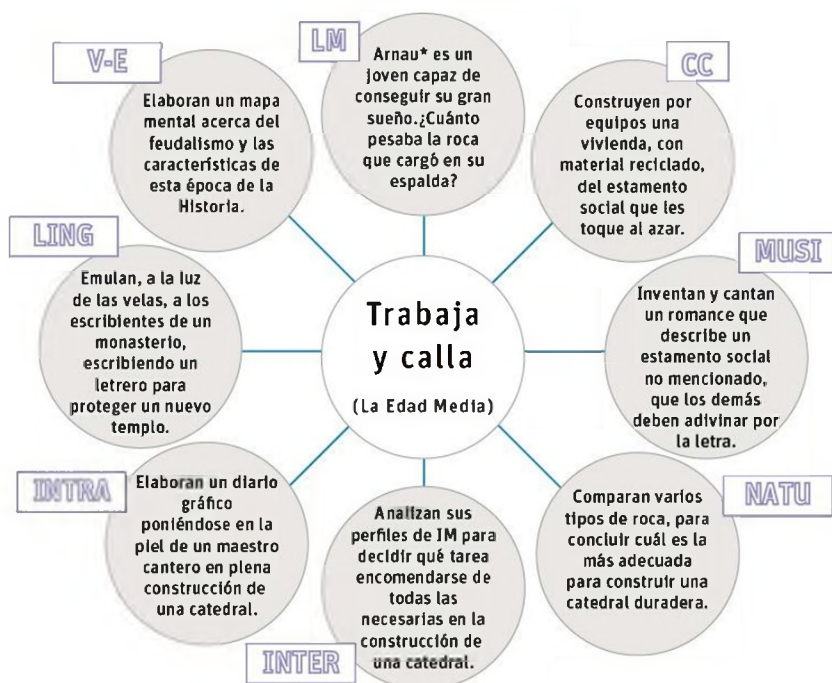 LM
Arnau* es un
joven capaz de
conseguir su gran
sueño.¿Cuánto
pesaba la roca
que cargó en su
espalda?
CC
Construyen por
equipos una
vivienda, con
material reciclado,
del estamento
social que les
toque al azar.
MUSI
Inventan y cantan
un romance que
describe un
estamento social
no mencionado,
que los demás
deben adivinar por
la letra.
NATU
Comparan varios
tipos de roca, para
concluir cuál es la
más adecuada
para construir una
catedral duradera.
INTER
Analizan sus
perfiles de IM para
decidir qué tarea
encomendarse de
todas las
necesarias en la
construcción de
una catedral.
INTRA
Elaboran un diario
gráfico
poniéndose en la
piel de un maestro
cantero en plena
construcción de
una catedral.
LING
Emulan, a la luz
de las velas, a los
escribientes de un
monasterio,
escribiendo un
letrero para
proteger un nuevo
templo.
V-E
Elaboran un mapa
mental acerca del
feudalismo y las
características de
esta época de la
Historia.
Trabaja
y calla
(La Edad Media)